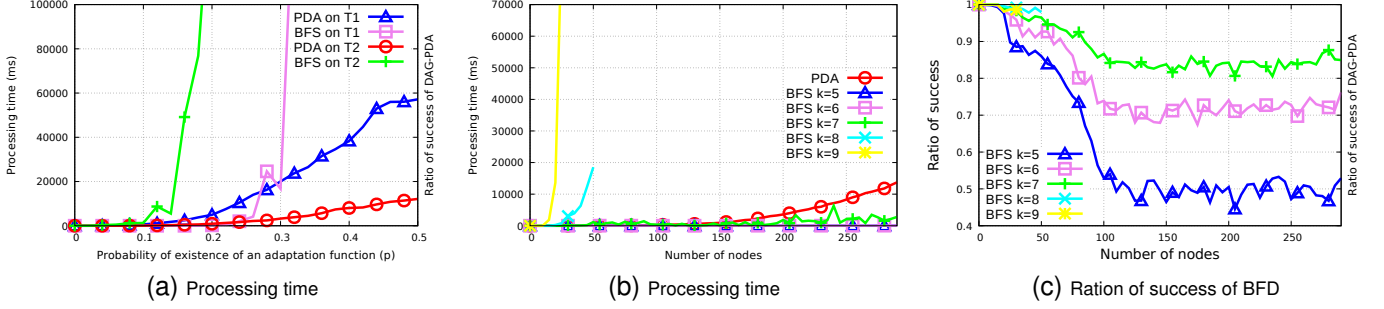 100000
80000
60000
40000
20000
0
Processing time (ms)
PDA on T1
BFS on T1
PDA on T2
BFS on T2
0 0.1 0.2 0.3 0.4 0.5
Probability of existence of an adaptation function (p)
Ratio of success of DAG-PDA
(a) Processing time
70000
60000
50000
40000
30000
20000
10000
0
Processing time (ms)
PDA
BFS k=5
BFS k=6
BFS k=7
BFS k=8
BFS k=9
0 50 100 150 200 250
Number of nodes
(b) Processing time
1
0.9
0.8
0.7
0.6
0.5
0.4
Ratio of success
BFS k=5
BFS k=6
BFS k=7
BFS k=8
BFS k=9
0 50 100 150 200 250
Number of nodes
Ratio of success of DAG-PDA
(c) Ration of success of BFD